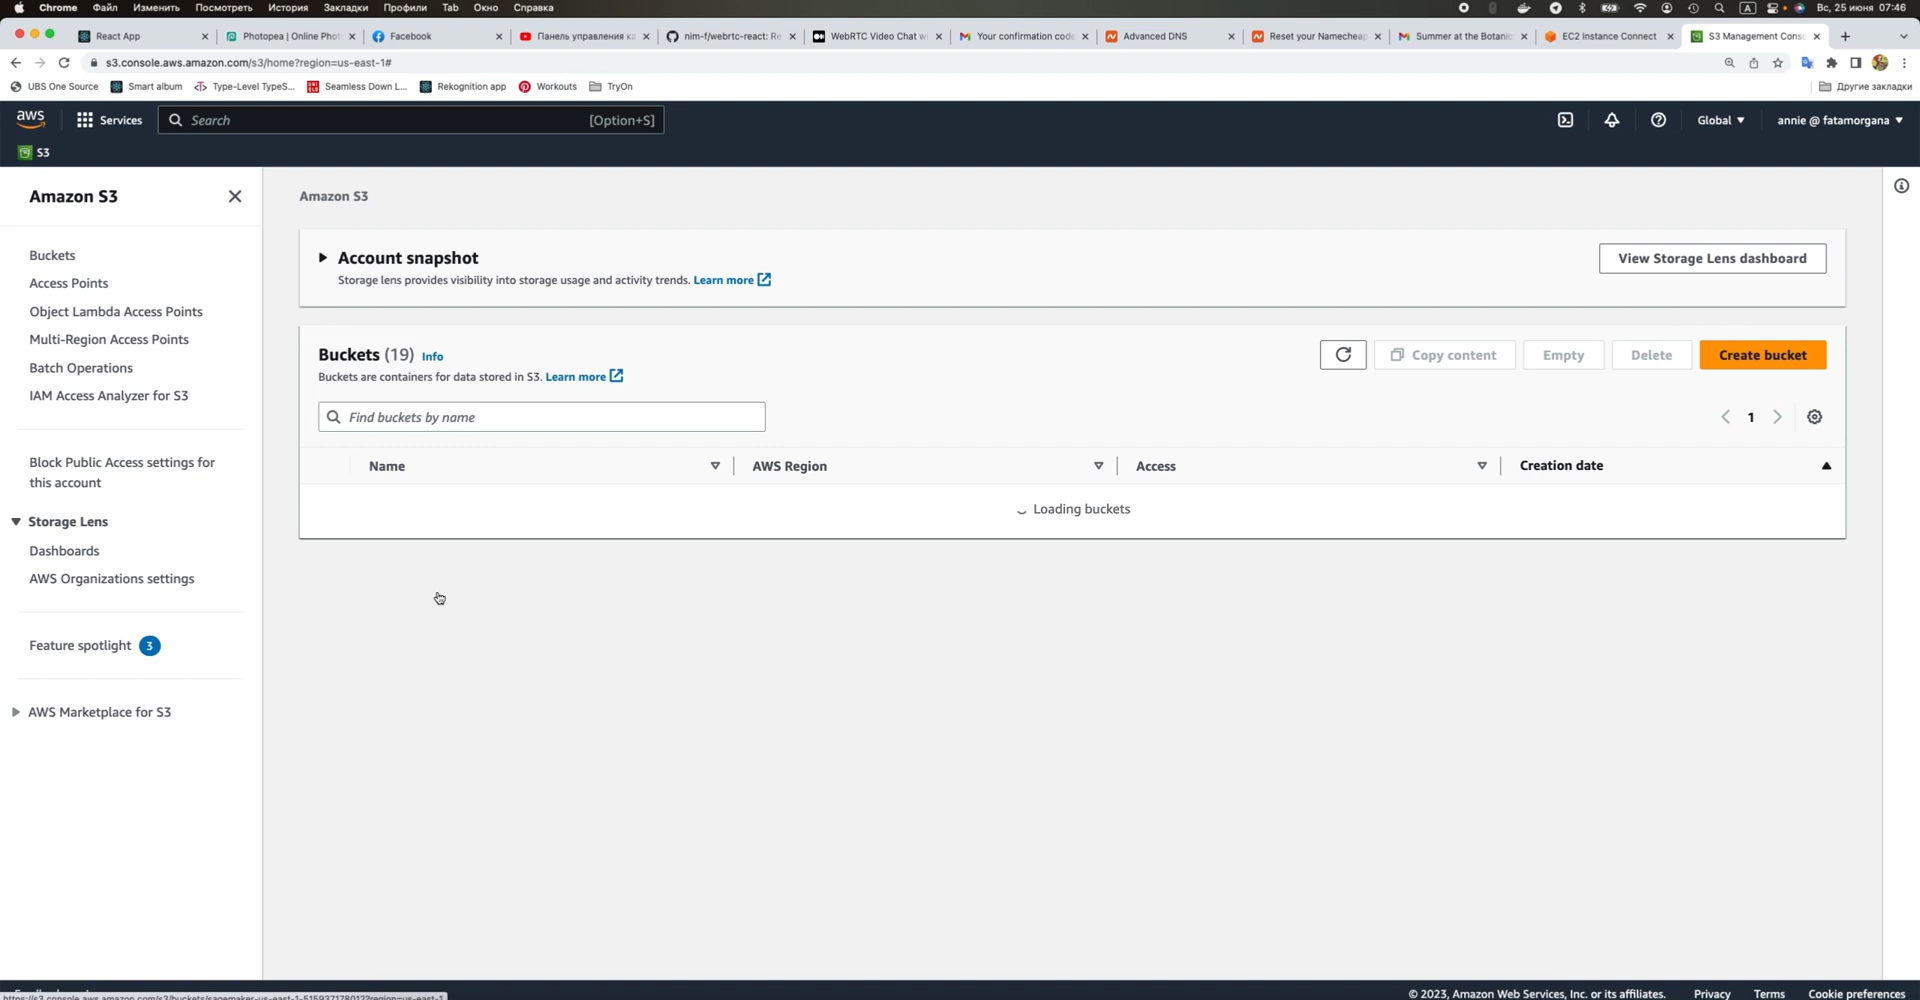 Chrome Файл Изменить Посмотреть История Закладки Профили Tab Окно Справка A Вс, 25 июня 07:46
React App Photopea | Online Phot Facebook Панель управления ка nim-f/webrtc-react: Re WebRTC Video Chat wi Your confirmation code Advanced DNS Reset your Namecheap Summer at the Botanic EC2 Instance Connect S3 Management Conso
s3.console.aws.amazon.com/s3/home?region=us-east-1#
UBS One Source Smart album Type-Level TypeS... Seamless Down L... Rekognition app Workouts TryOn Другие закладки
aws Services Search [Option+S] Global annie @ fatamorgana
S3
Amazon S3
Buckets
Access Points
Object Lambda Access Points
Multi-Region Access Points
Batch Operations
IAM Access Analyzer for S3
Block Public Access settings for
this account
Storage Lens
Dashboards
AWS Organizations settings
Feature spotlight 3
AWS Marketplace for S3
Amazon S3
Account snapshot
Storage lens provides visibility into storage usage and activity trends. Learn more
View Storage Lens dashboard
Buckets (19) Info
Buckets are containers for data stored in S3. Learn more
Copy content Empty Delete Create bucket
Find buckets by name
1
Name AWS Region Access Creation date
Loading buckets
© 2023, Amazon Web Services, Inc. or its affiliates. Privacy Terms Cookie preferences